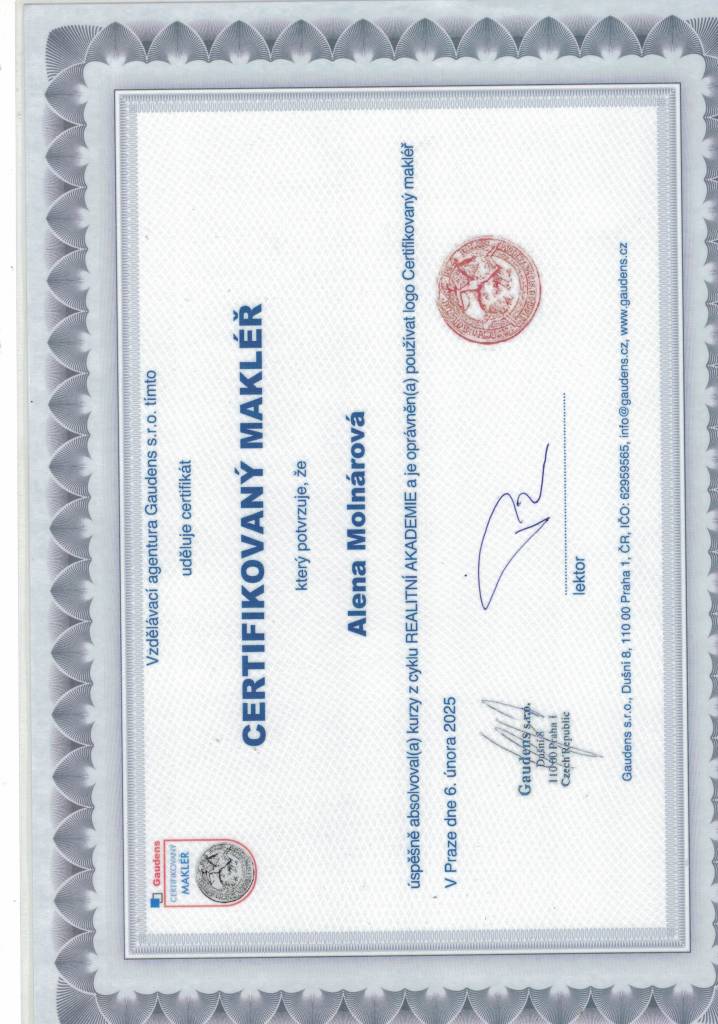 Gaudens
CERTIFIKOVANÝ
MAKLÉŘ
Vzdělávací agentura Gaudens s.r.o. tímto
uděluje certifikát
CERTIFIKOVANÝ MAKLÉŘ
který potvrzuje, že
Alena Molnárová
úspěšně absolvoval(a) kurzy z cyklu REALITNÍ AKADEMIE a je oprávněn(a) používat logo Certifikovaný makléř
V Praze dne 6. února 2025
Gaudens s.r.o.
Dušní 8
110 00 Praha 1
Czech Republic
lektor
Gaudens s.r.o., Dušní 8, 110 00 Praha 1, ČR, IČO: 62959565, info@gaudens.cz, www.gaudens.cz